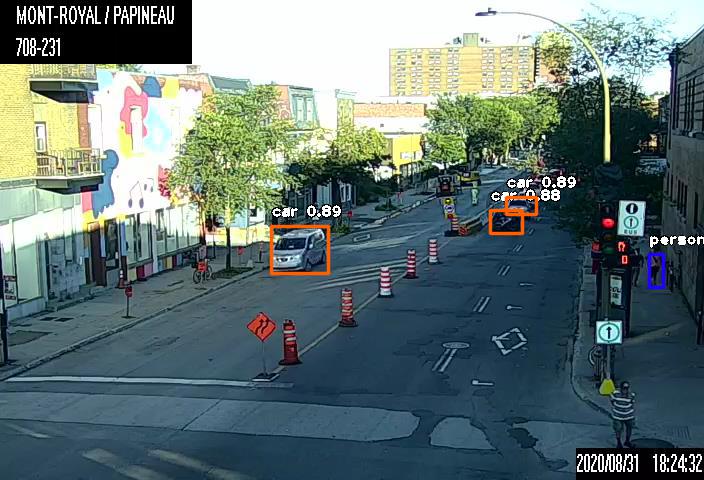 MONT-ROYAL / PAPINEAU
708-231
car 0.89
car 0.88
car 0.89
person
BUS
2020/08/31 18:24:32